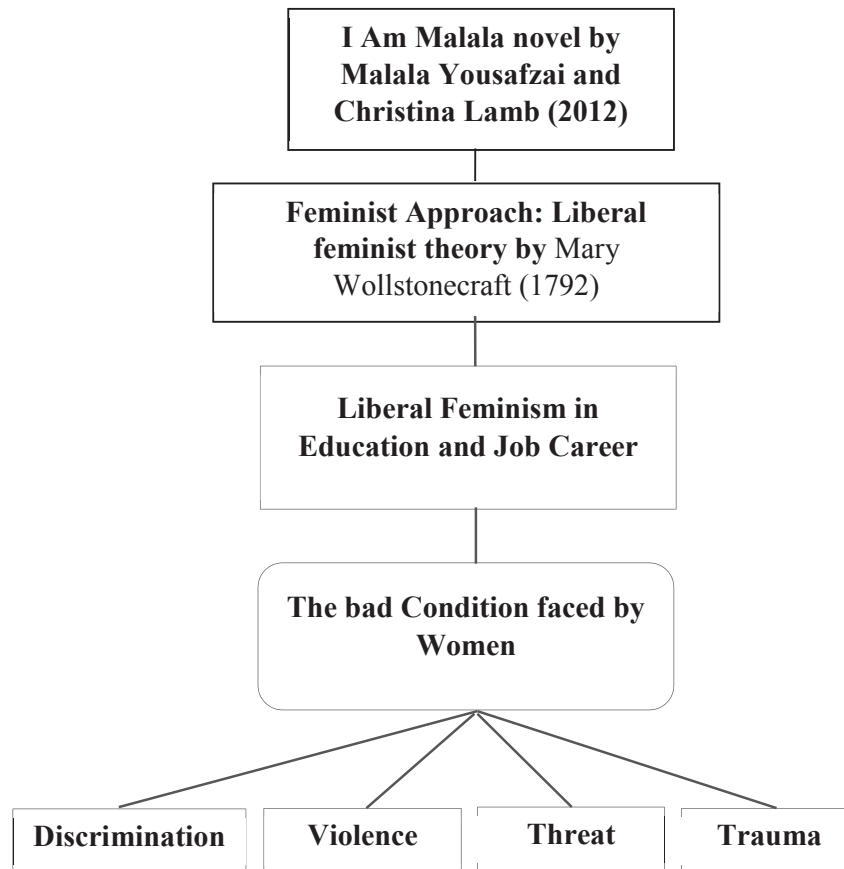 I Am Malala novel by
Malala Yousafzai and
Christina Lamb (2012)
Feminist Approach: Liberal
feminist theory by Mary
Wollstonecraft (1792)
Liberal Feminism in
Education and Job Career
The bad Condition faced by
Women
Discrimination
Violence
Threat
Trauma